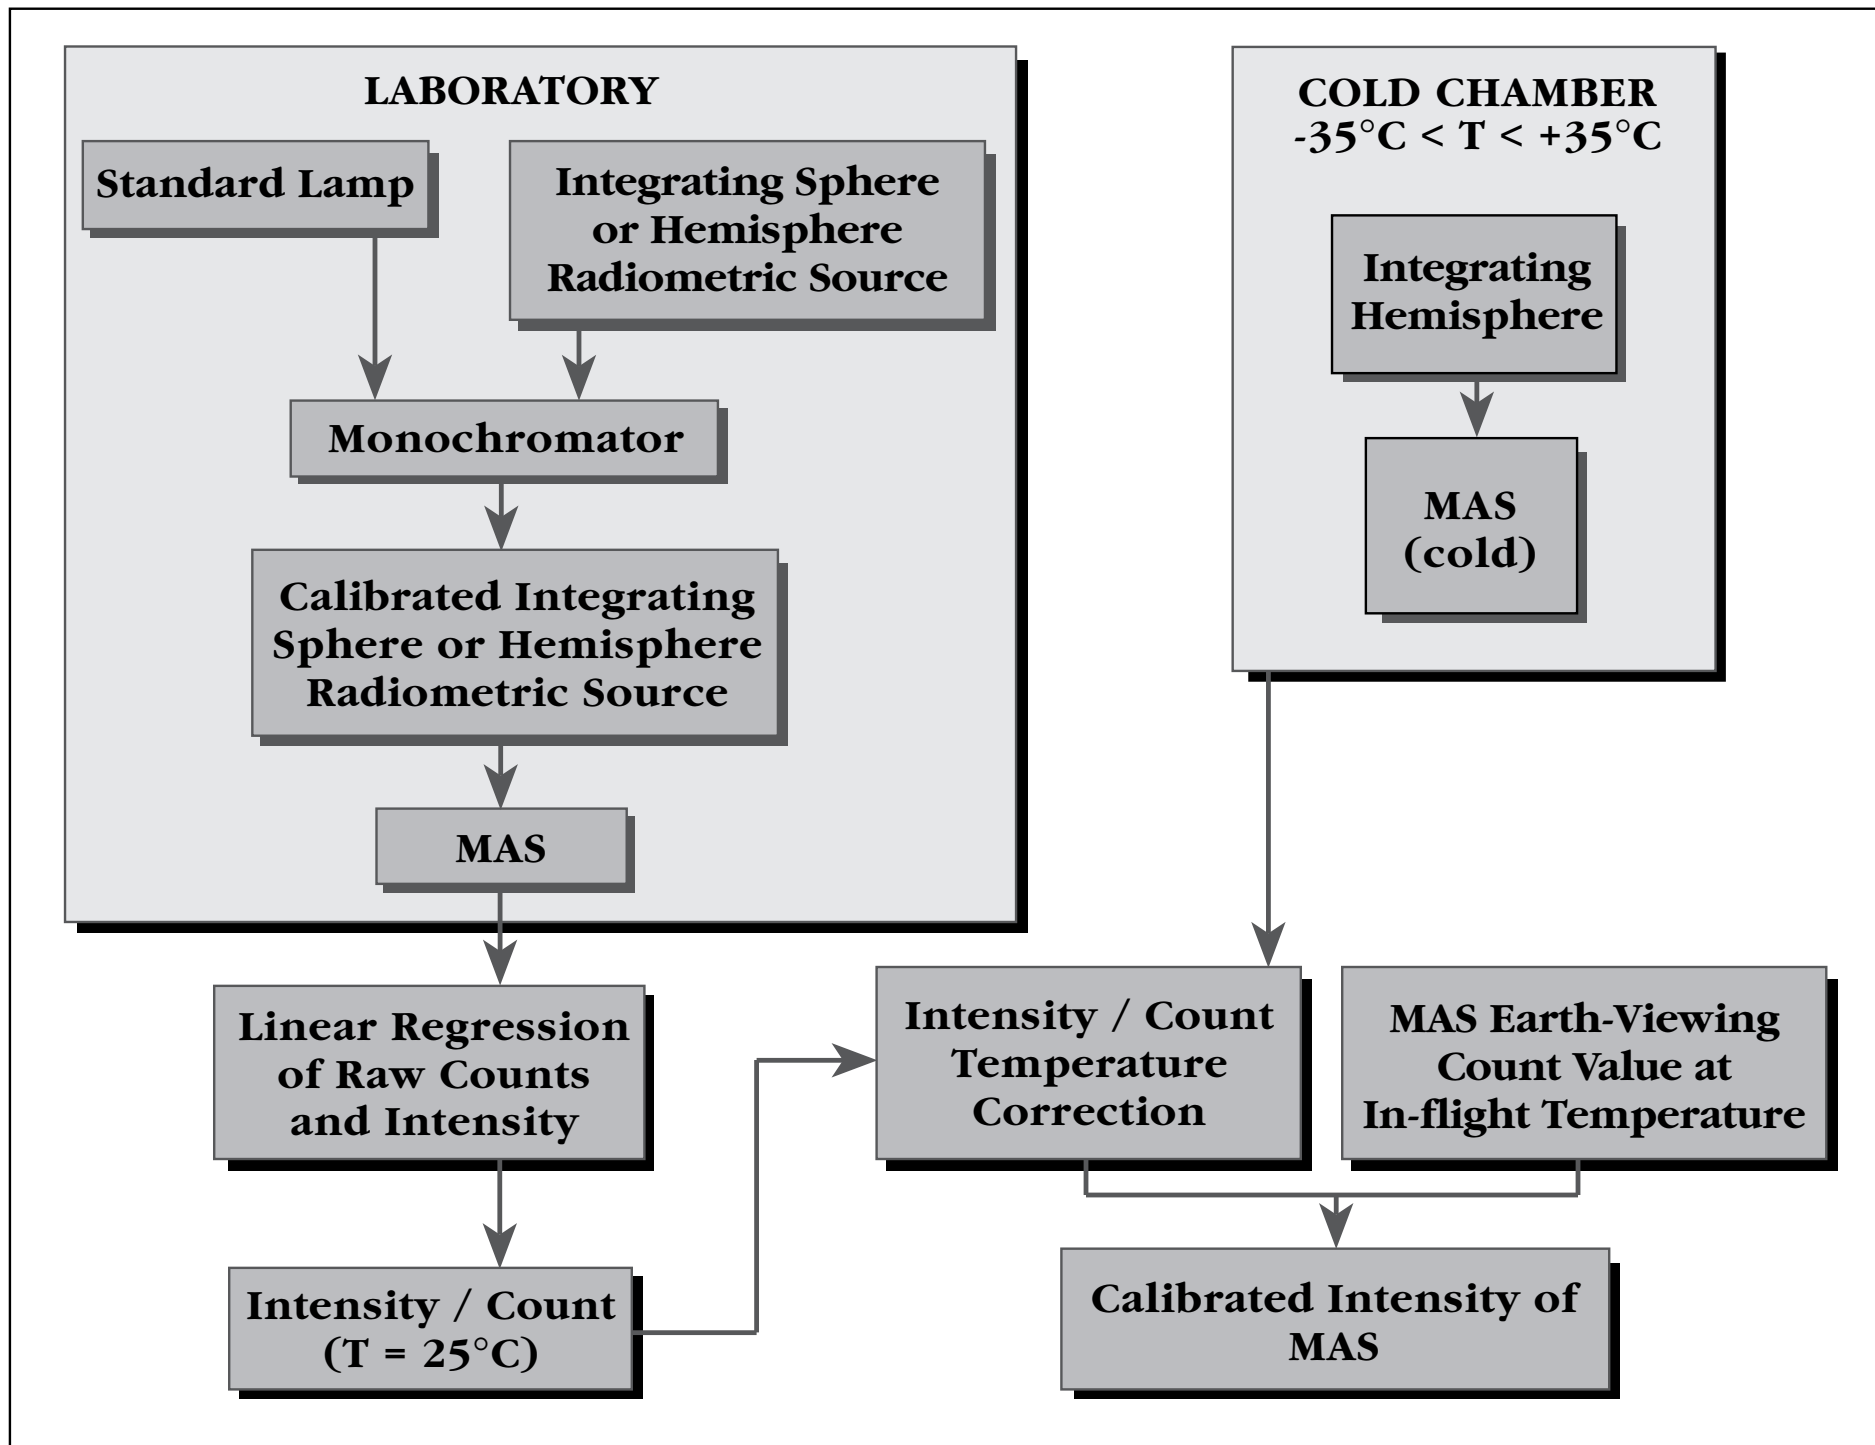 LABORATORY
Standard Lamp
Integrating Sphere
or Hemisphere
Radiometric Source
Monochromator
Calibrated Integrating
Sphere or Hemisphere
Radiometric Source
MAS
COLD CHAMBER
-35°C < T < +35°C
Integrating
Hemisphere
MAS
(cold)
Linear Regression
of Raw Counts
and Intensity
Intensity / Count
(T = 25°C)
Intensity / Count
Temperature
Correction
MAS Earth-Viewing
Count Value at
In-flight Temperature
Calibrated Intensity of
MAS